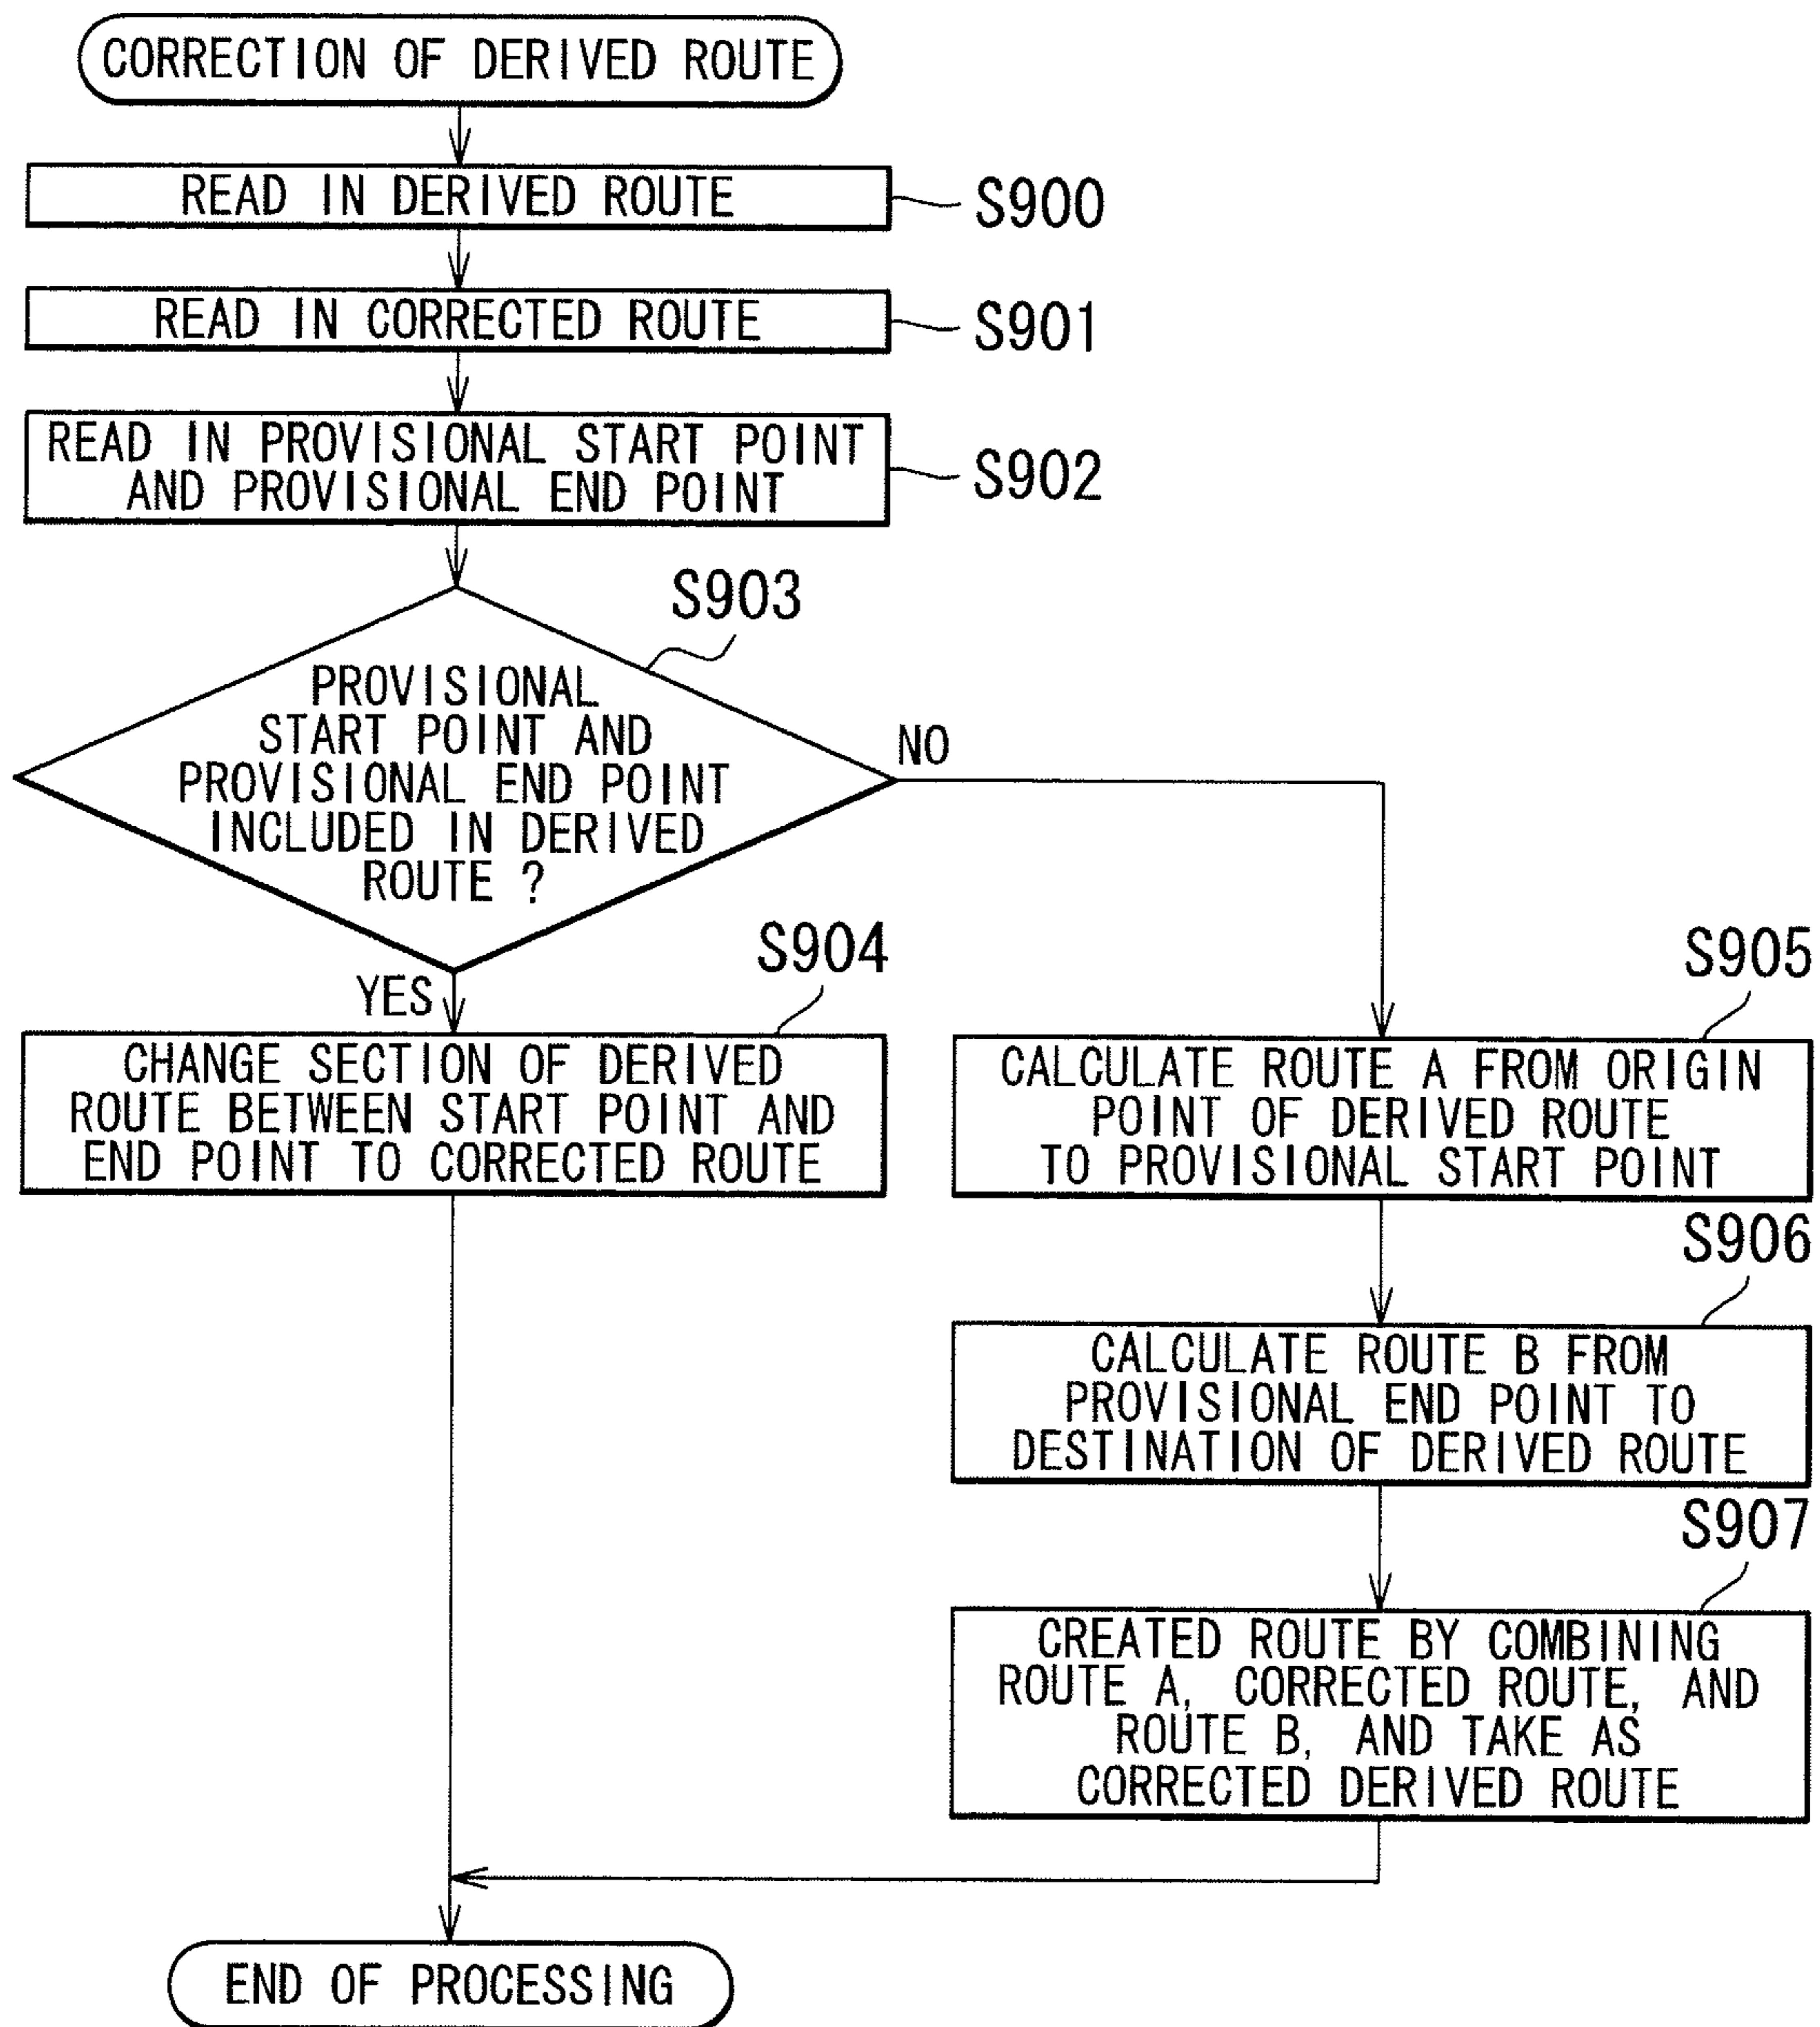 CORRECTION OF DERIVED ROUTE
READ IN DERIVED ROUTE
S900
READ IN CORRECTED ROUTE
S901
READ IN PROVISIONAL START POINT
AND PROVISIONAL END POINT
S902
S903
PROVISIONAL
START POINT AND
PROVISIONAL END POINT
INCLUDED IN DERIVED
ROUTE ?
NO
YES
S904
CHANGE SECTION OF DERIVED
ROUTE BETWEEN START POINT AND
END POINT TO CORRECTED ROUTE
S905
CALCULATE ROUTE A FROM ORIGIN
POINT OF DERIVED ROUTE
TO PROVISIONAL START POINT
S906
CALCULATE ROUTE B FROM
PROVISIONAL END POINT TO
DESTINATION OF DERIVED ROUTE
S907
CREATED ROUTE BY COMBINING
ROUTE A, CORRECTED ROUTE, AND
ROUTE B, AND TAKE AS
CORRECTED DERIVED ROUTE
END OF PROCESSING